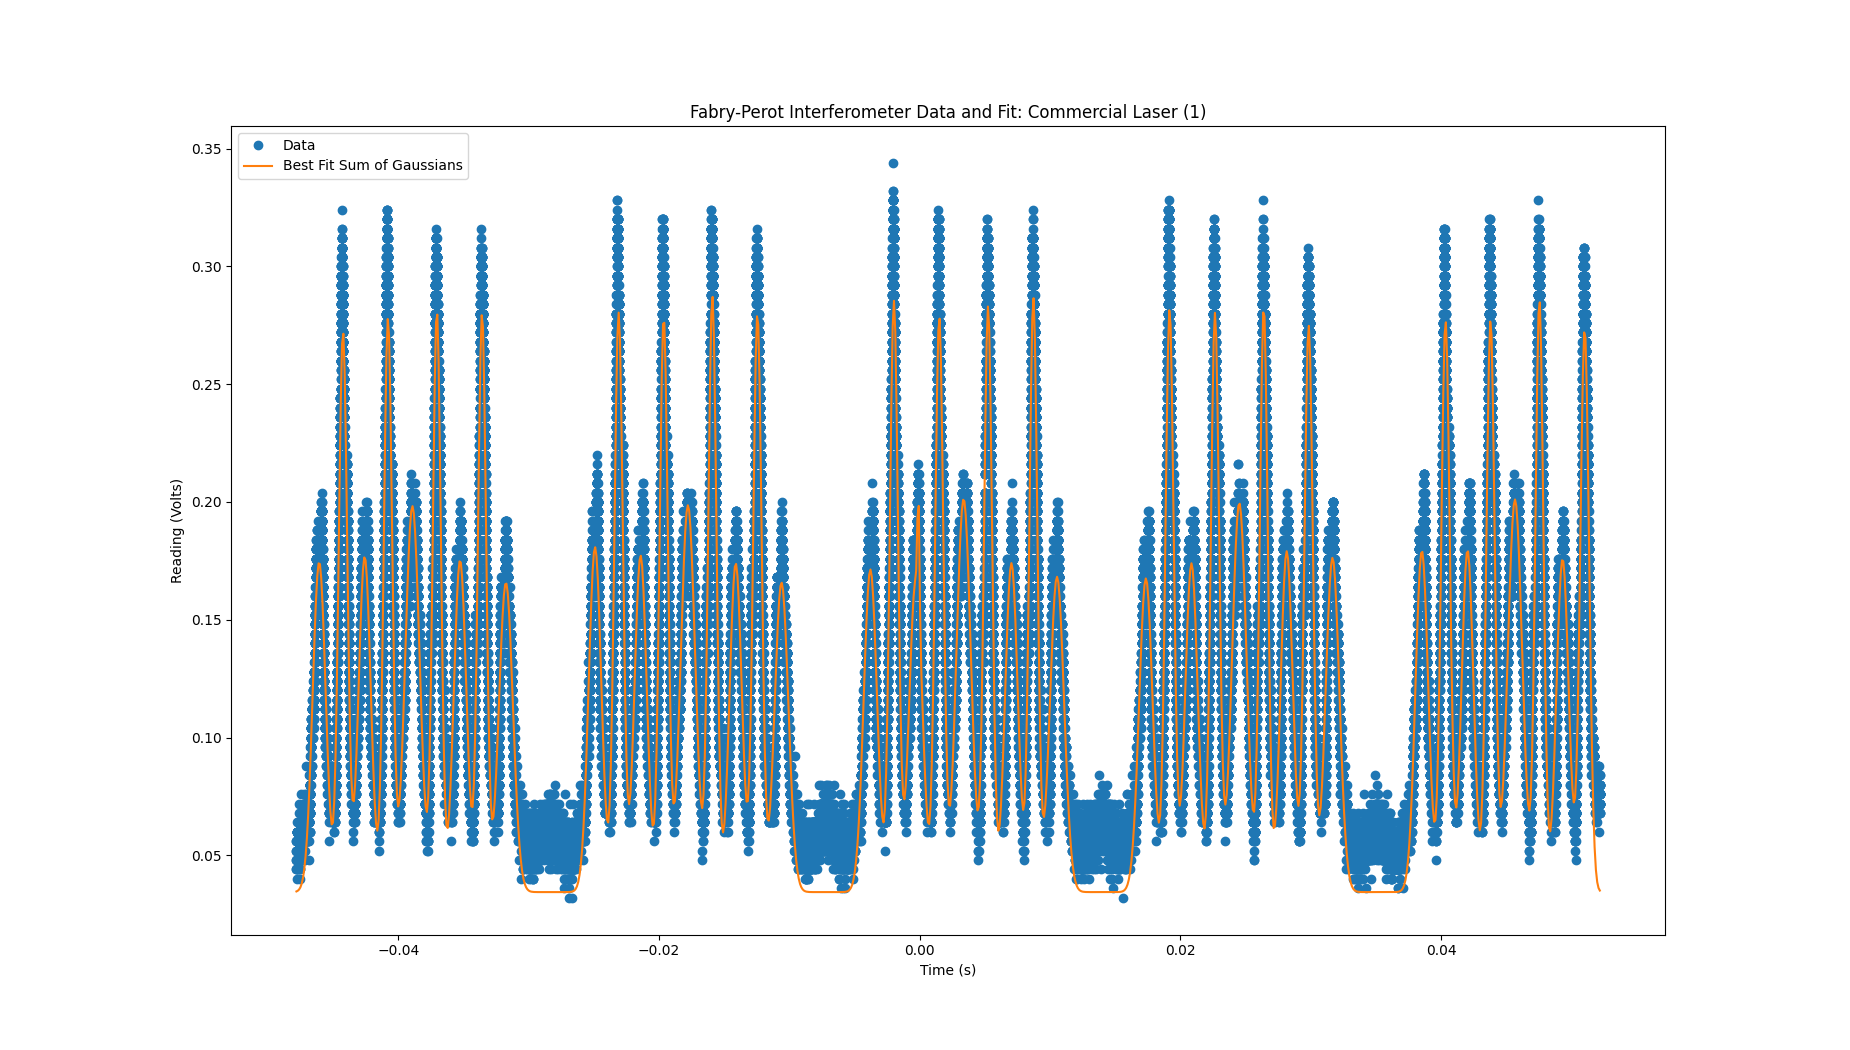 Fabry-Perot Interferometer Data and Fit: Commercial Laser (1)
Data
Best Fit Sum of Gaussians
0.35
0.30
0.25
0.20
0.15
0.10
0.05
Reading (Volts)
−0.04 −0.02 0.00 0.02 0.04
Time (s)